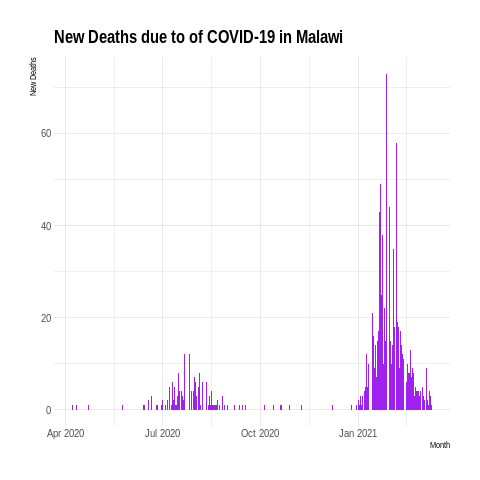 New Deaths due to of COVID-19 in Malawi
New Deaths
60
40
20
0
Apr 2020
Jul 2020
Oct 2020
Jan 2021
Month